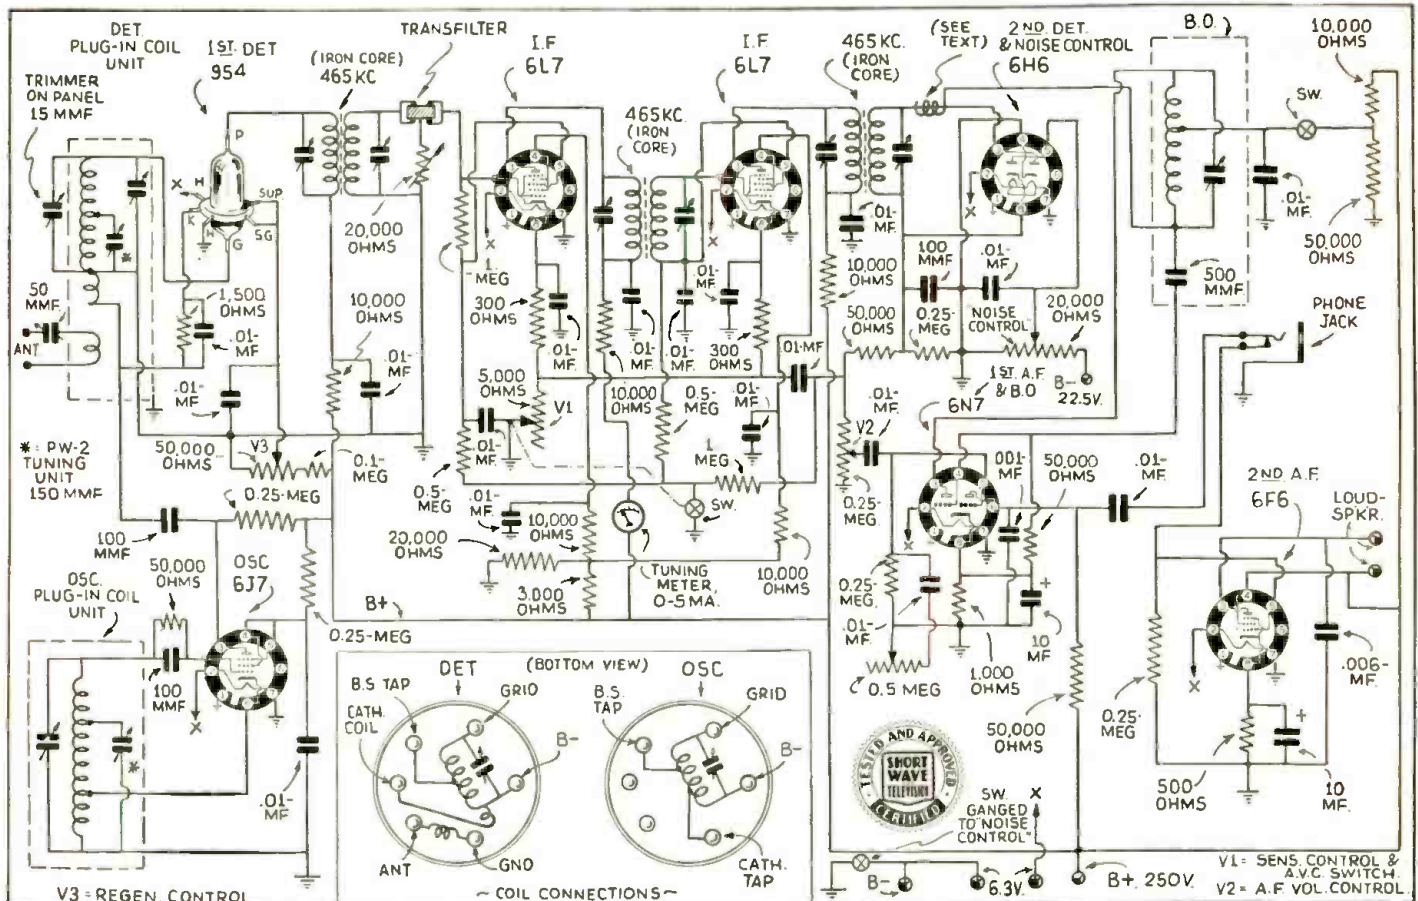 DET.
PLUG-IN COIL
UNIT
1ST. DET
954
TRANSFILTER
(IRON CORE)
465 KC
I.F
6L7
I.F.
6L7
465 KC.
(IRON
CORE)
(SEE
TEXT)
2ND. DET.
& NOISE CONTROL
6H6
B.O.
10,000
OHMS
TRIMMER
ON PANEL
15 MMF
P
H
X
K
H
SUP
SG
G
465 KC.
(IRON
CORE)
SW.
20,000
OHMS
1.
MEG
X
X
X
.01-
MF.
.01-
MF.
50,000
OHMS
*
50
MMF
ANT
1,500
OHMS
.01-
MF.
10,000
OHMS
.01-
MF.
300
OHMS
.01-
MF.
.01-
MF.
.01-
MF.
.01-
MF.
300
OHMS
10,000
OHMS
100
MMF
.01-
MF.
500
MMF
PHONE
JACK
50,000
OHMS
0.25-
MEG
"NOISE
CONTROL"
20,000
OHMS
B-
22.5V.
.01-
MF.
5,000
OHMS
V1
10,000
OHMS
0.5-
MEG
.01-
MF.
.01-MF
.01-
MF.
1ST A.F.
& B.O
6N7
* = PW-2
TUNING
UNIT
150 MMF
50,000
OHMS
V3
0.1-
MEG
0.25-MEG
0.5-
MEG
.01-
MF.
1.
MEG
V2
0.25-
MEG.
.001-
MF
50,000
OHMS
.01-
MF.
2ND. A.F.
6F6
LOUD-
SPKR.
100
MMF
50,000
OHMS
OSC
6J7
.01-
MF.
10,000
OHMS
20,000
OHMS
3,000
OHMS
SW.
TUNING
METER,
0-5 MA.
10,000
OHMS
X
0.25-
MEG.
.01-
MF.
0.5 MEG
1,000
OHMS
+
10
MF
OSC.
PLUG-IN COIL
UNIT
0.25-MEG
B+
100
MMF
X
*
.01-
MF.
50,000
OHMS
0.25-
MEG
X
500
OHMS
+
10
MF.
.006-
MF.
DET
(BOTTOM VIEW)
OSC
B.S TAP
GRID
CATH.
COIL
B-
ANT
GND
B.S.
TAP
GRID
B-
CATH.
TAP
~ COIL CONNECTIONS ~
TESTED AND APPROVED
SHORT
WAVE
TELEVISION
CERTIFIED
SW.
GANGED
TO "NOISE
CONTROL"
X
B-
6.3V.
B+ 250V.
V3 = REGEN. CONTROL
V1 = SENS. CONTROL &
A.V.C. SWITCH.
V2 = A.F. VOL. CONTROL.